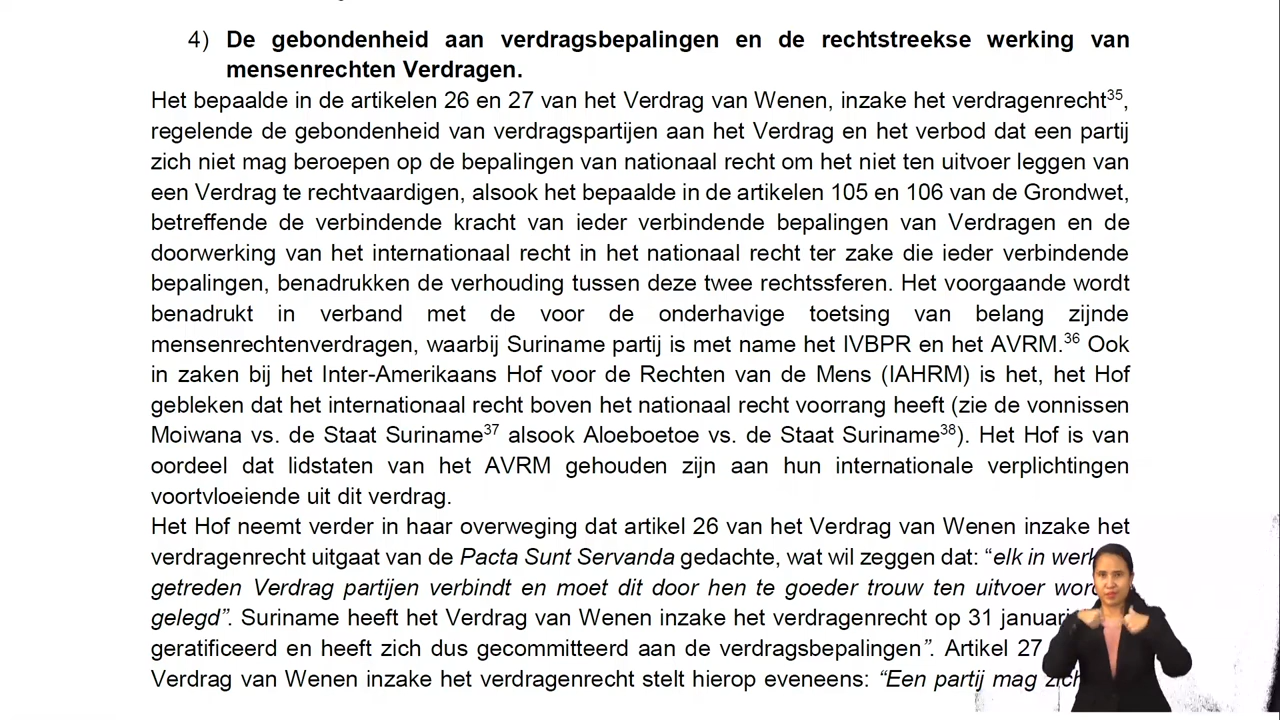 4) De gebondenheid aan verdragsbepalingen en de rechtstreekse werking van
mensenrechten Verdragen.
Het bepaalde in de artikelen 26 en 27 van het Verdrag van Wenen, inzake het verdragenrecht³⁵,
regelende de gebondenheid van verdragspartijen aan het Verdrag en het verbod dat een partij
zich niet mag beroepen op de bepalingen van nationaal recht om het niet ten uitvoer leggen van
een Verdrag te rechtvaardigen, alsook het bepaalde in de artikelen 105 en 106 van de Grondwet,
betreffende de verbindende kracht van ieder verbindende bepalingen van Verdragen en de
doorwerking van het internationaal recht in het nationaal recht ter zake die ieder verbindende
bepalingen, benadrukken de verhouding tussen deze twee rechtssferen. Het voorgaande wordt
benadrukt in verband met de voor de onderhavige toetsing van belang zijnde
mensenrechtenverdragen, waarbij Suriname partij is met name het IVBPR en het AVRM.³⁶ Ook
in zaken bij het Inter-Amerikaans Hof voor de Rechten van de Mens (IAHRM) is het, het Hof
gebleken dat het internationaal recht boven het nationaal recht voorrang heeft (zie de vonnissen
Moiwana vs. de Staat Suriname³⁷ alsook Aloeboetoe vs. de Staat Suriname³⁸). Het Hof is van
oordeel dat lidstaten van het AVRM gehouden zijn aan hun internationale verplichtingen
voortvloeiende uit dit verdrag.
Het Hof neemt verder in haar overweging dat artikel 26 van het Verdrag van Wenen inzake het
verdragenrecht uitgaat van de Pacta Sunt Servanda gedachte, wat wil zeggen dat: “elk in
getreden Verdrag partijen verbindt en moet dit door hen te goeder trouw ten uitvoer
gelegd”. Suriname heeft het Verdrag van Wenen inzake het verdragenrecht op 31 januari
geratificeerd en heeft zich dus gecommitteerd aan de verdragsbepalingen”. Artikel 27
Verdrag van Wenen inzake het verdragenrecht stelt hierop eveneens: “Een partij mag